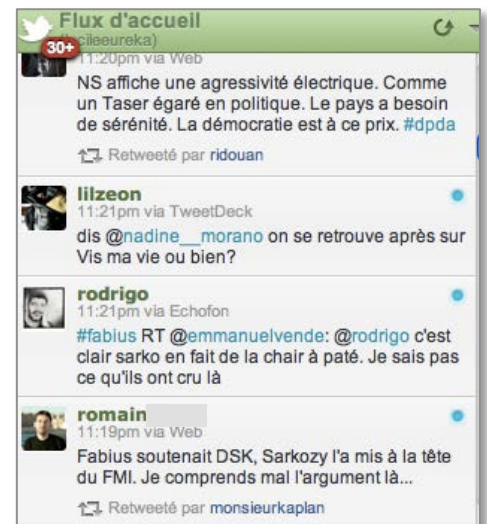 Flux d'accueil
30+
cileeureka)
11:20pm via Web
NS affiche une agressivité électrique. Comme
un Taser égaré en politique. Le pays a besoin
de sérénité. La démocratie est à ce prix. #dpda
Retweeté par ridouan
lilzeon
11:21pm via TweetDeck
dis @nadine__morano on se retrouve après sur
Vis ma vie ou bien?
rodrigo
11:21pm via Echofon
#fabius RT @emmanuelvende: @rodrigo c'est
clair sarko en fait de la chair à paté. Je sais pas
ce qu'ils ont cru là
romain
11:19pm via Web
Fabius soutenait DSK, Sarkozy l'a mis à la tête
du FMI. Je comprends mal l'argument là...
Retweeté par monsieurkaplan